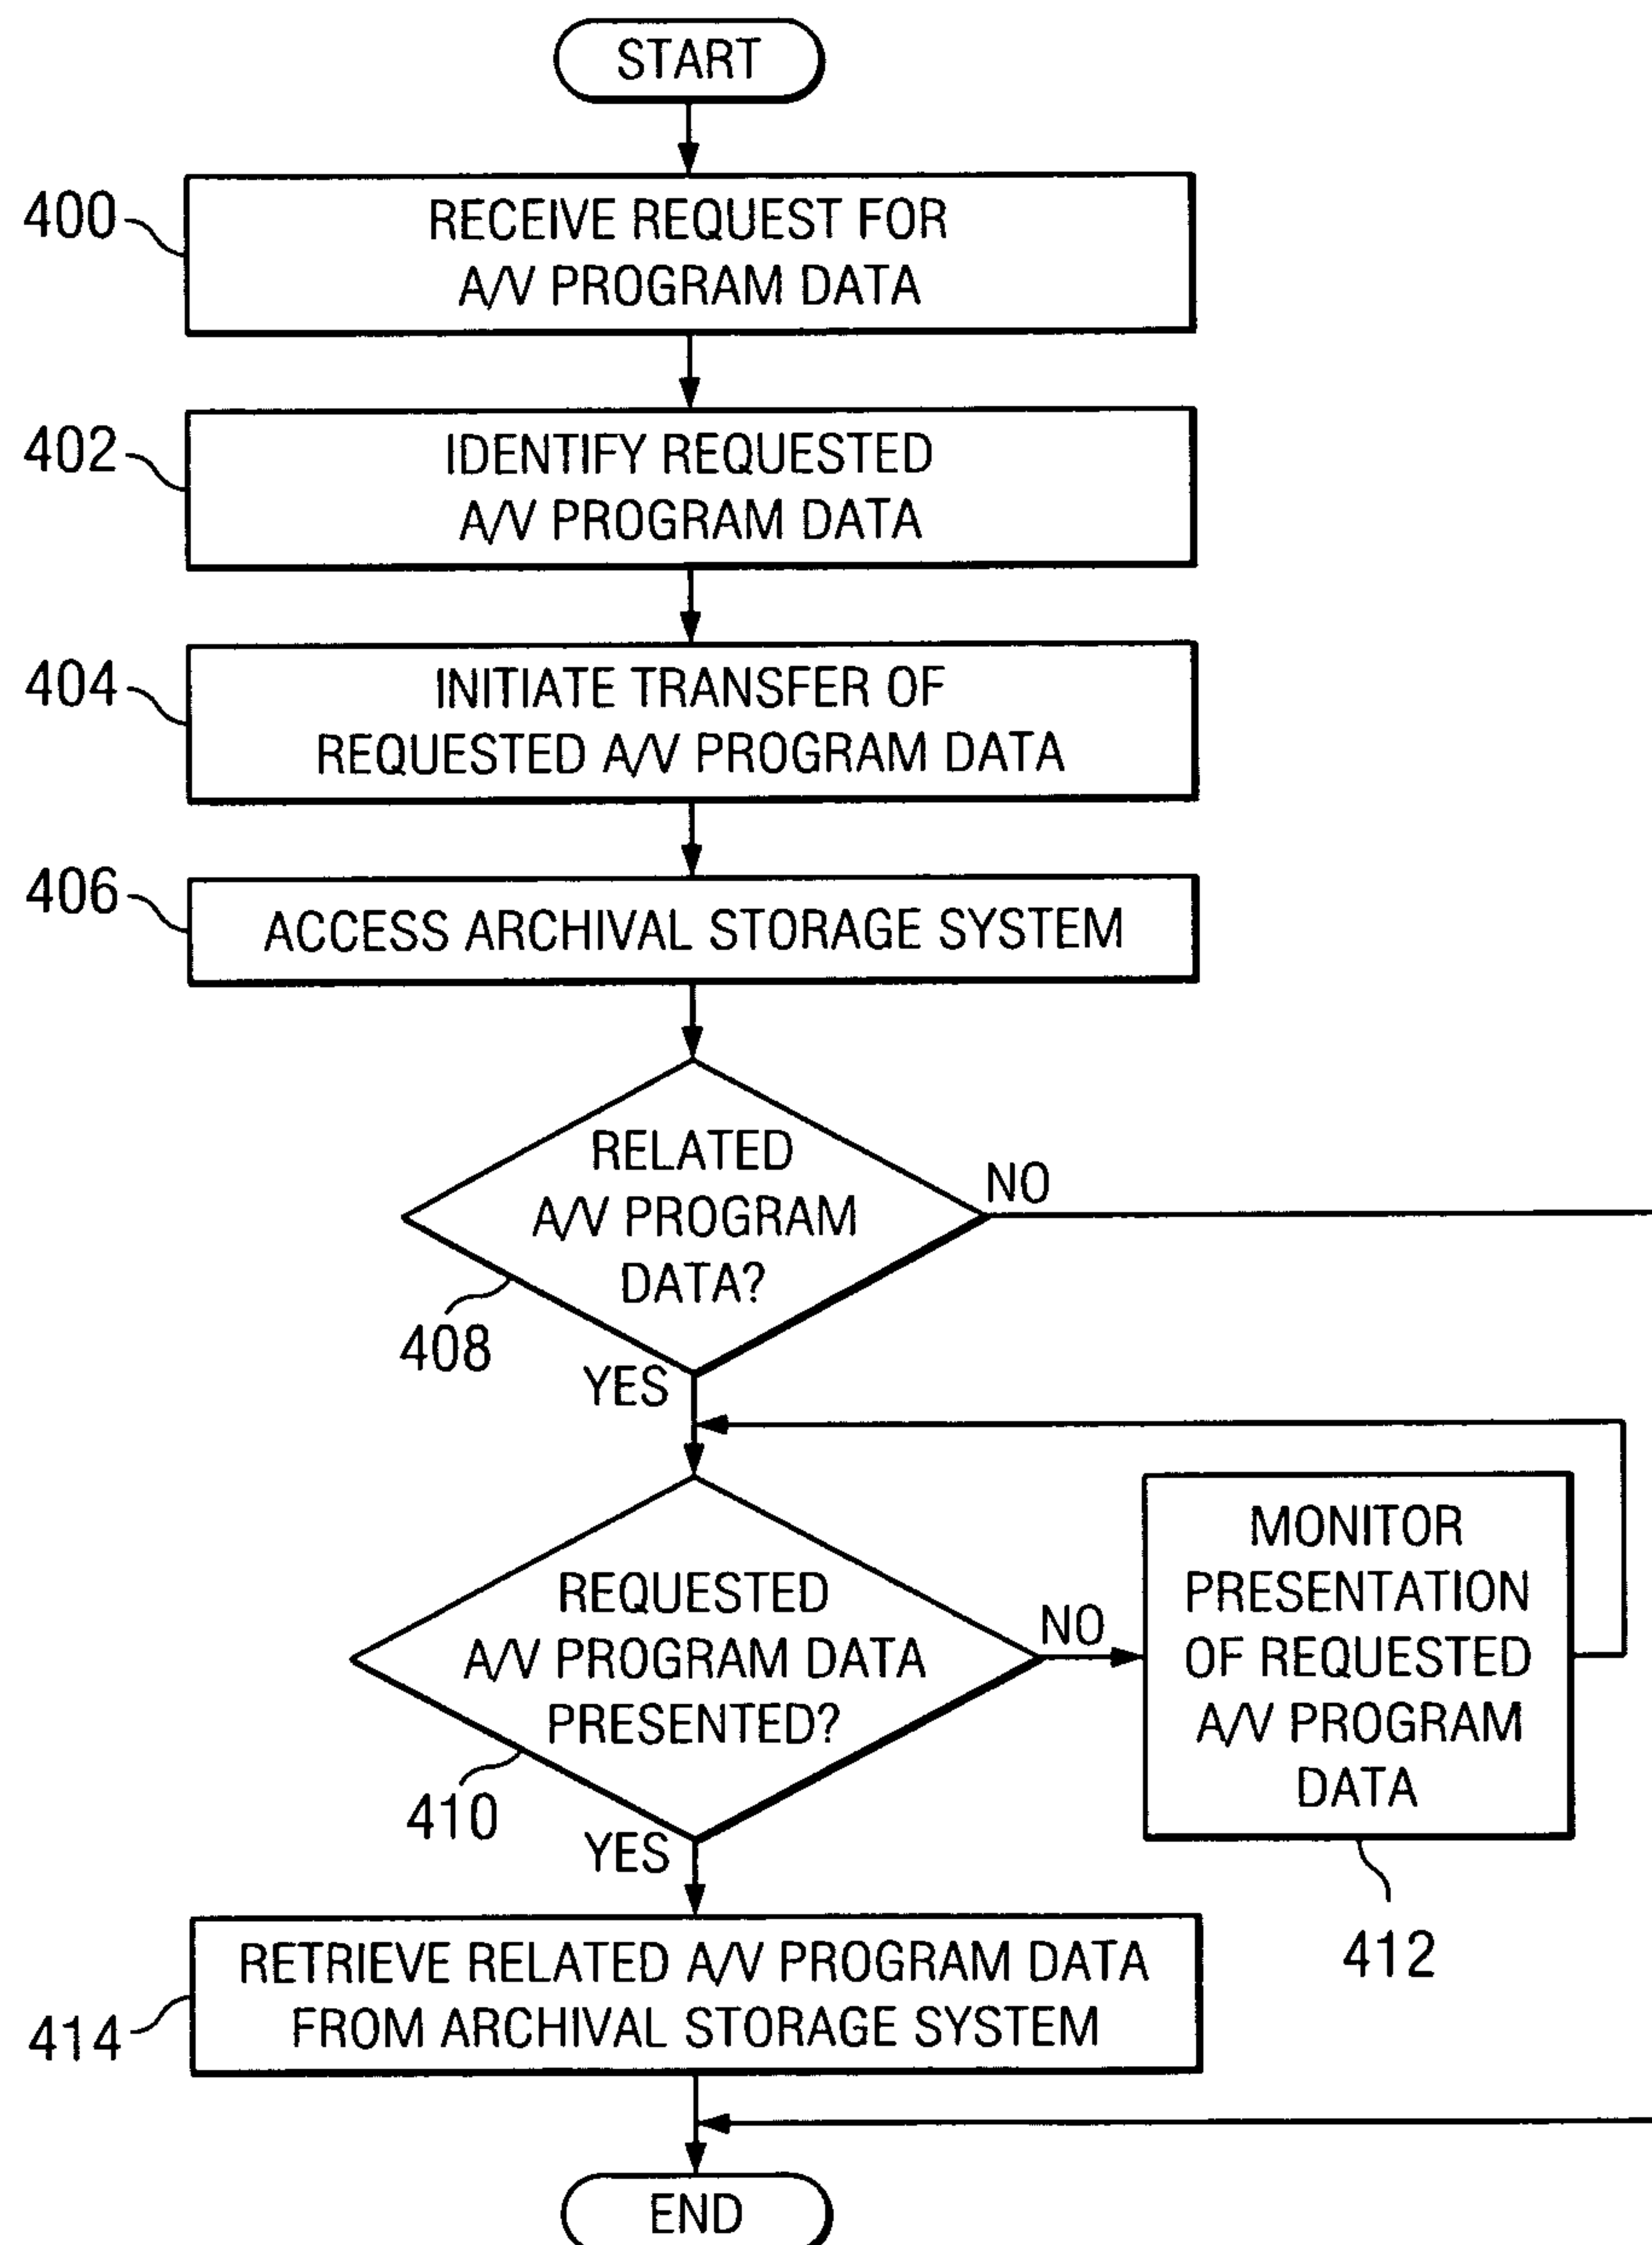 START
400
RECEIVE REQUEST FOR
A/V PROGRAM DATA
402
IDENTIFY REQUESTED
A/V PROGRAM DATA
404
INITIATE TRANSFER OF
REQUESTED A/V PROGRAM DATA
406
ACCESS ARCHIVAL STORAGE SYSTEM
RELATED
A/V PROGRAM
DATA?
NO
408
YES
REQUESTED
A/V PROGRAM DATA
PRESENTED?
NO
410
YES
MONITOR
PRESENTATION
OF REQUESTED
A/V PROGRAM
DATA
412
RETRIEVE RELATED A/V PROGRAM DATA
FROM ARCHIVAL STORAGE SYSTEM
414
END